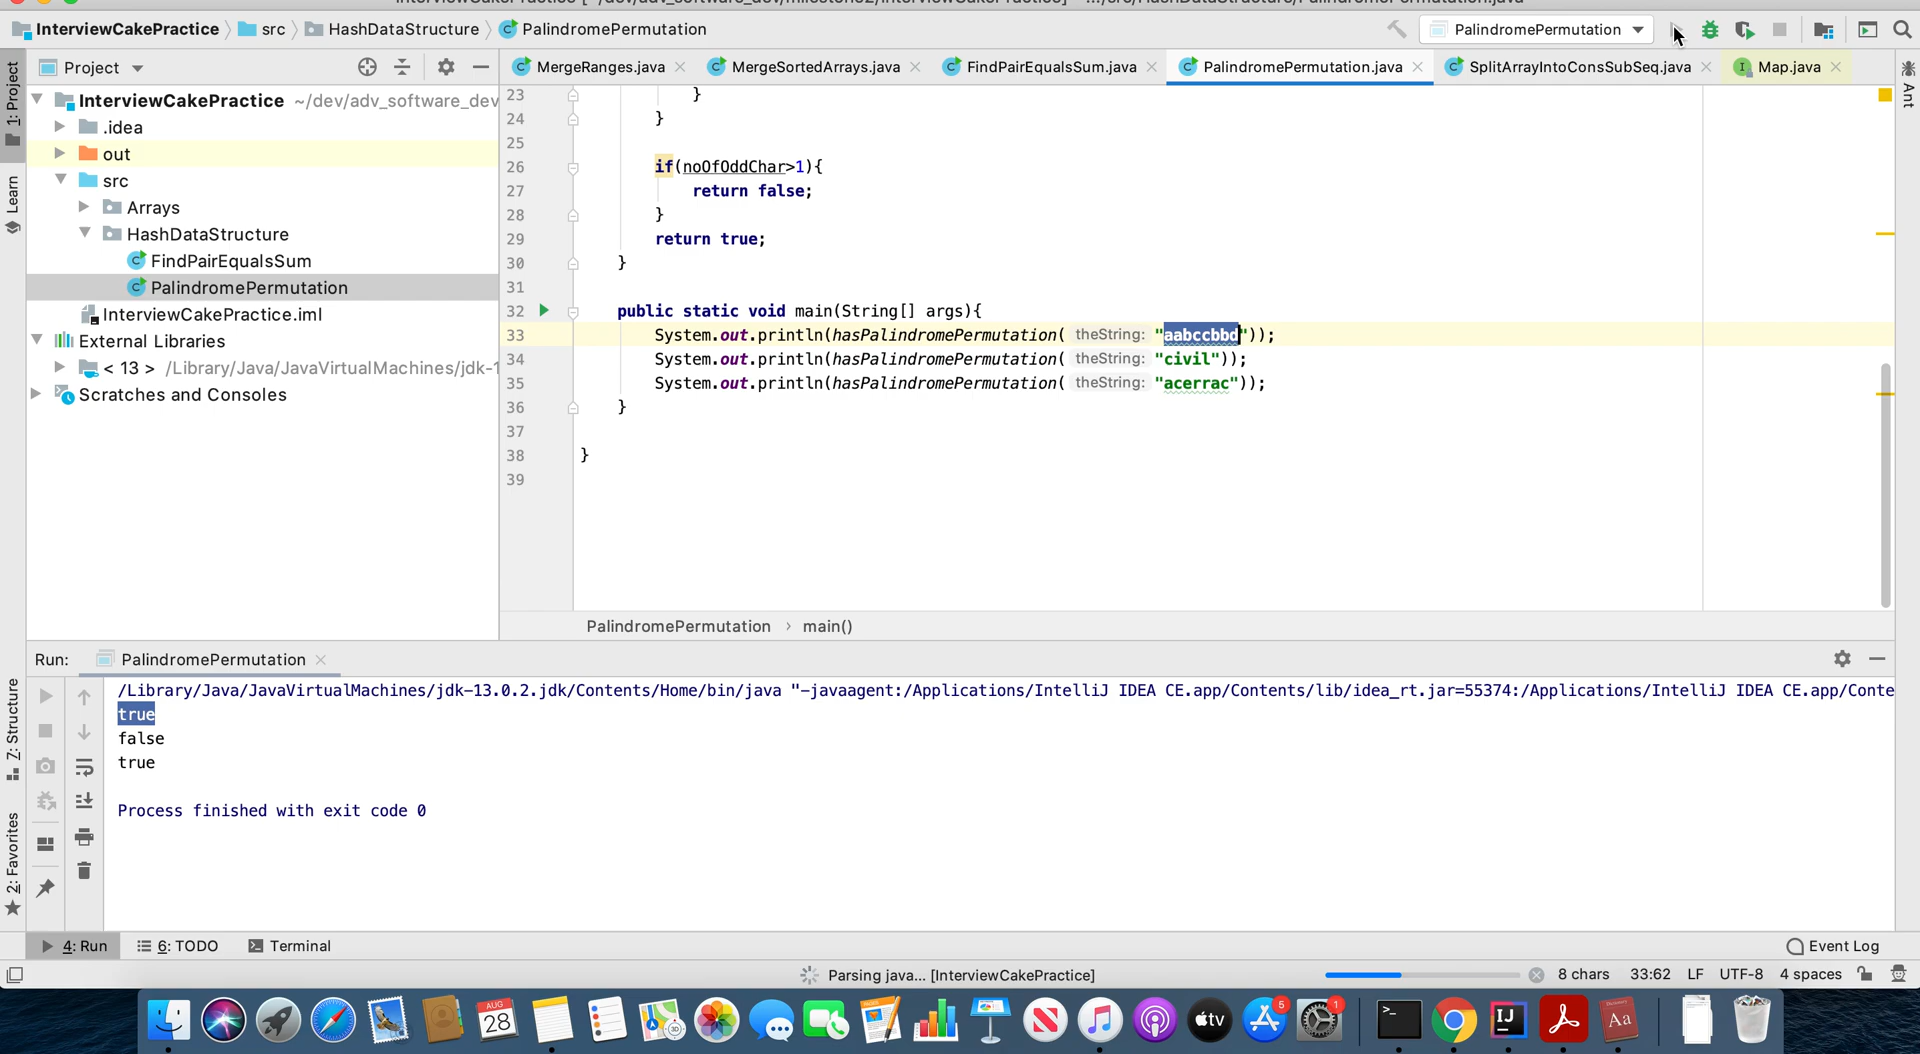 InterviewCakePractice src HashDataStructure PalindromePermutation PalindromePermutation
1: Project
Learn
7: Structure
2: Favorites
Ant
Project
MergeRanges.java MergeSortedArrays.java FindPairEqualsSum.java PalindromePermutation.java SplitArrayIntoConsSubSeq.java Map.java
InterviewCakePractice ~/dev/adv_software_dev
.idea
out
src
Arrays
HashDataStructure
FindPairEqualsSum
PalindromePermutation
InterviewCakePractice.iml
External Libraries
< 13 > /Library/Java/JavaVirtualMachines/jdk-1
Scratches and Consoles
23 }
24 }
25
26 if(noOfOddChar>1){
27 return false;
28 }
29 return true;
30 }
31
32 public static void main(String[] args){
33 System.out.println(hasPalindromePermutation( theString: "aabccbbd"));
34 System.out.println(hasPalindromePermutation( theString: "civil"));
35 System.out.println(hasPalindromePermutation( theString: "acerrac"));
36 }
37
38 }
39
PalindromePermutation › main()
Run: PalindromePermutation
/Library/Java/JavaVirtualMachines/jdk-13.0.2.jdk/Contents/Home/bin/java "-javaagent:/Applications/IntelliJ IDEA CE.app/Contents/lib/idea_rt.jar=55374:/Applications/IntelliJ IDEA CE.app/Conte
true
false
true
Process finished with exit code 0
4: Run 6: TODO Terminal Event Log
Parsing java... [InterviewCakePractice] 8 chars 33:62 LF UTF-8 4 spaces
AUG
28
tv
5
1
>_
IJ
Aa